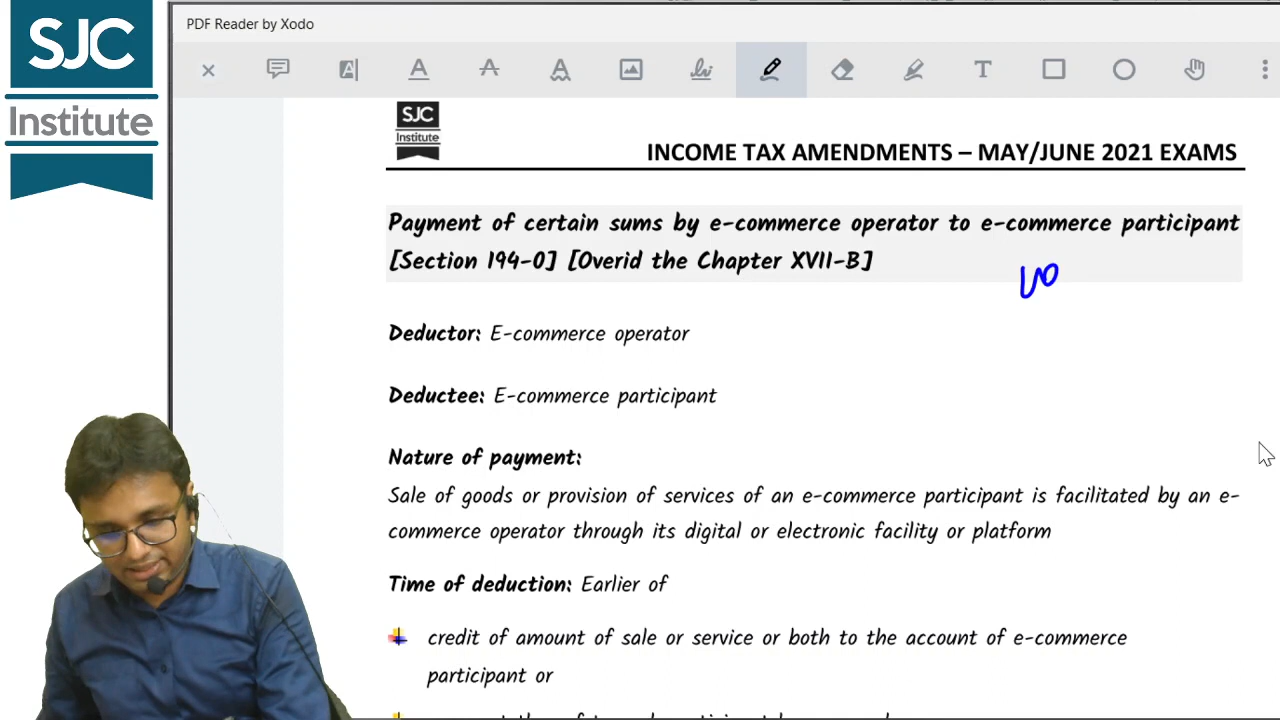 SJC
Institute
PDF Reader by Xodo
SJC
Institute
INCOME TAX AMENDMENTS – MAY/JUNE 2021 EXAMS
Payment of certain sums by e-commerce operator to e-commerce participant
[Section 194-O] [Overid the Chapter XVII-B]
Deductor: E-commerce operator
Deductee: E-commerce participant
Nature of payment:
Sale of goods or provision of services of an e-commerce participant is facilitated by an e-
commerce operator through its digital or electronic facility or platform
Time of deduction: Earlier of
credit of amount of sale or service or both to the account of e-commerce
participant or